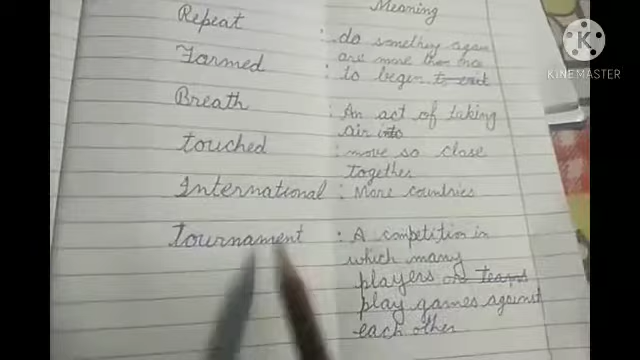 Meaning
Repeat : do something again
are more than once
Formed : to began to exist
Breath : An act of taking
air into
touched : move so close
together
International : More countries
Tournament : A competition in
which many
players or teams
play games against
each other
KINEMASTER